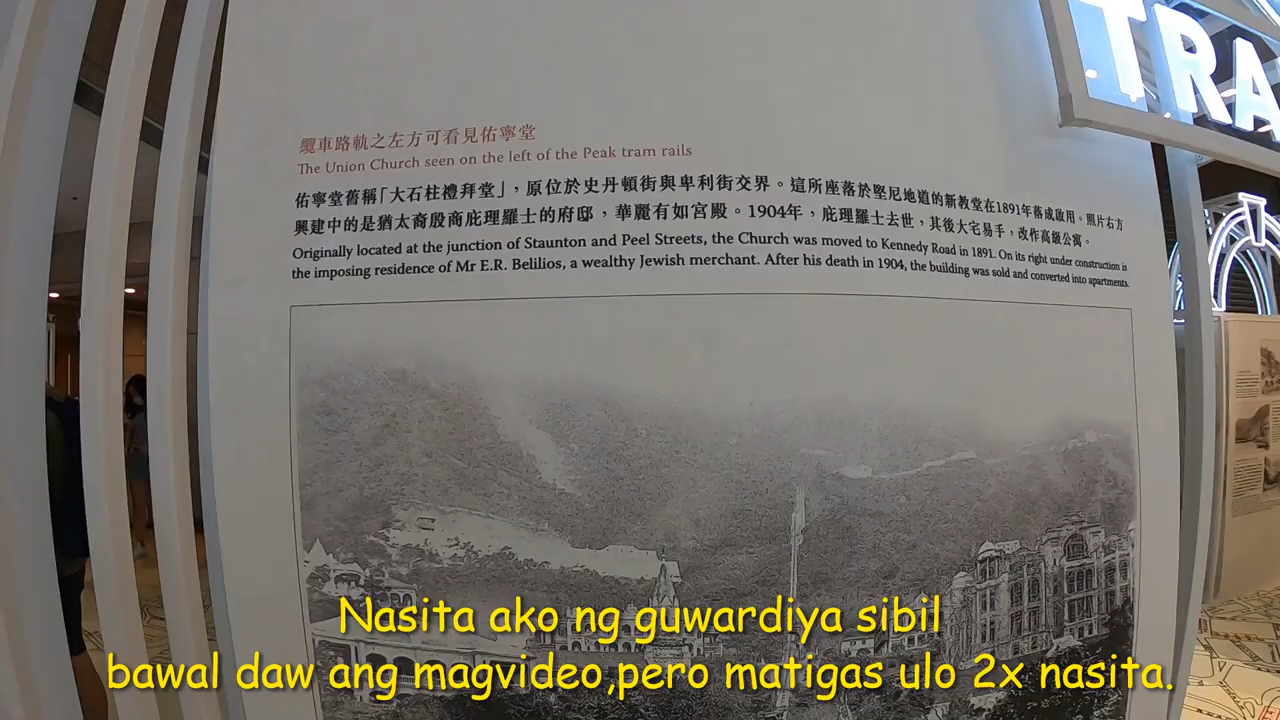 TRA
纜車路軌之左方可看見佑寧堂
The Union Church seen on the left of the Peak tram rails
佑寧堂舊稱「大石柱禮拜堂」，原位於史丹頓街與卑利街交界。這所座落於堅尼地道的新教堂在1891年落成啟用。照片右方
興建中的是猶太裔殷商庇理羅士的府邸，華麗有如宮殿。1904年，庇理羅士去世，其後大宅易手，改作高級公寓。
Originally located at the junction of Staunton and Peel Streets, the Church was moved to Kennedy Road in 1891. On its right under construction is
the imposing residence of Mr E.R. Belilios, a wealthy Jewish merchant. After his death in 1904, the building was sold and converted into apartments.
Nasita ako ng guwardiya sibil
bawal daw ang magvideo,pero matigas ulo 2x nasita.